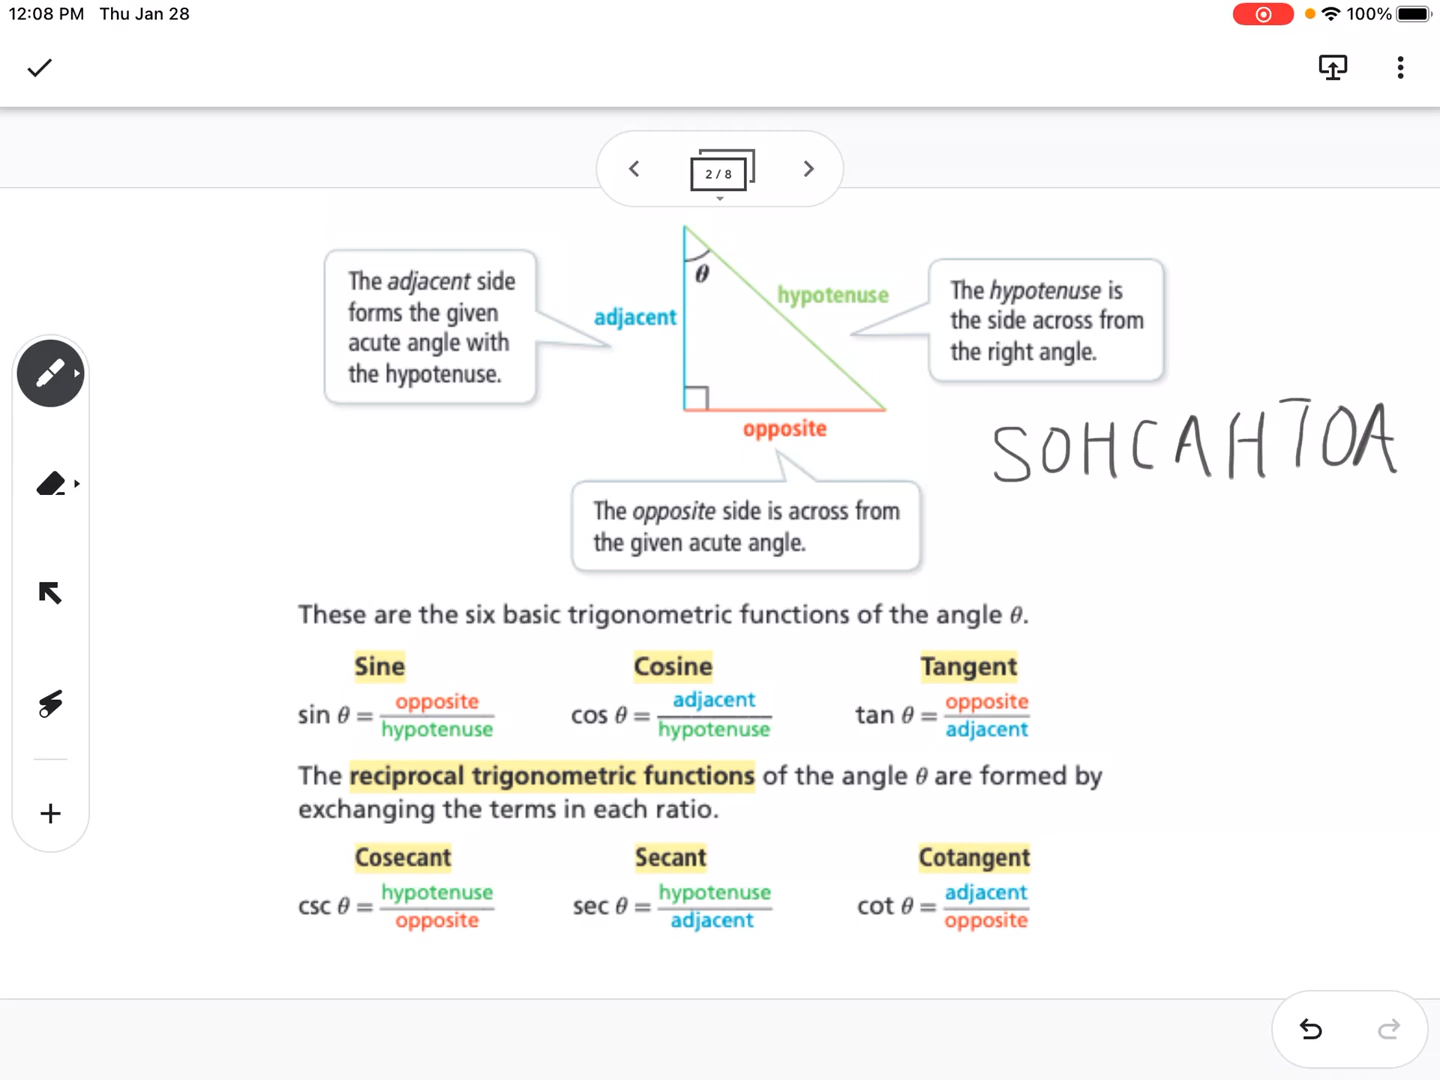 12:08 PM Thu Jan 28
100%
2 / 8
The adjacent side
forms the given
acute angle with
the hypotenuse.
θ
adjacent
hypotenuse
The hypotenuse is
the side across from
the right angle.
opposite
SOHCAHTOA
The opposite side is across from
the given acute angle.
These are the six basic trigonometric functions of the angle θ.
Sine Cosine Tangent
sin θ = opposite/hypotenuse cos θ = adjacent/hypotenuse tan θ = opposite/adjacent
The reciprocal trigonometric functions of the angle θ are formed by
exchanging the terms in each ratio.
Cosecant Secant Cotangent
csc θ = hypotenuse/opposite sec θ = hypotenuse/adjacent cot θ = adjacent/opposite